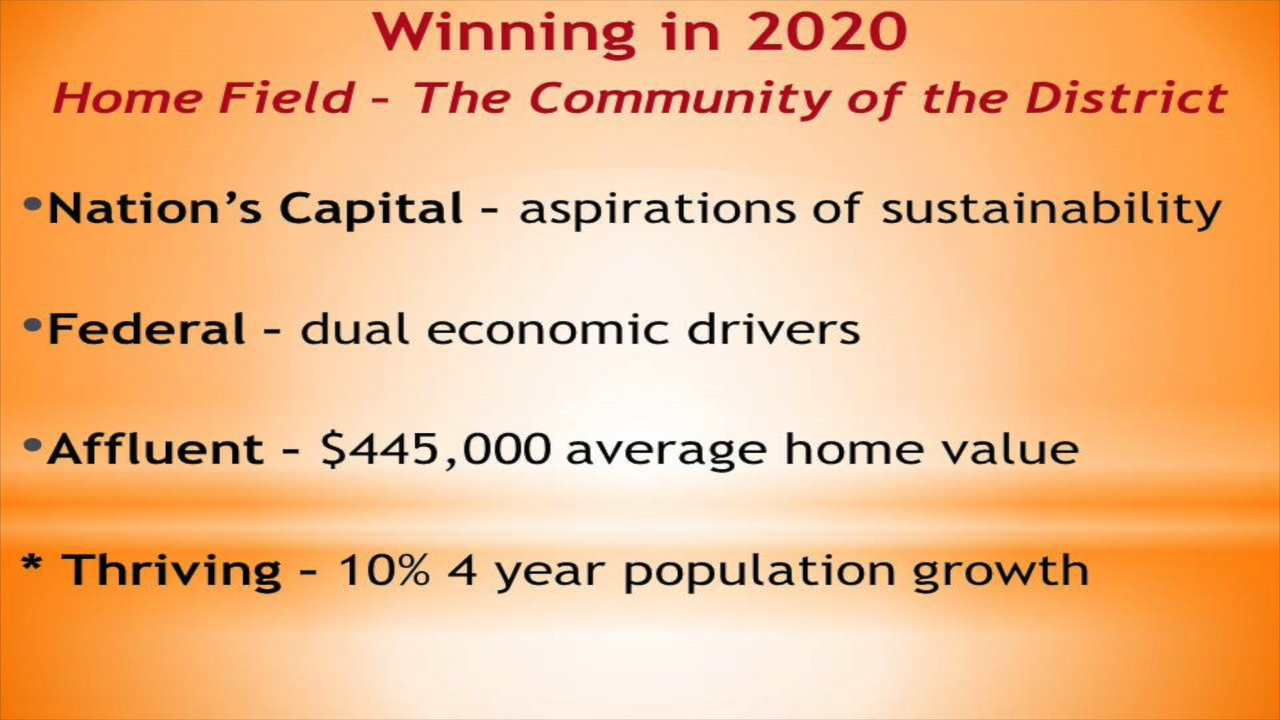 Winning in 2020
Home Field - The Community of the District
•Nation's Capital - aspirations of sustainability
•Federal - dual economic drivers
•Affluent - $445,000 average home value
* Thriving - 10% 4 year population growth